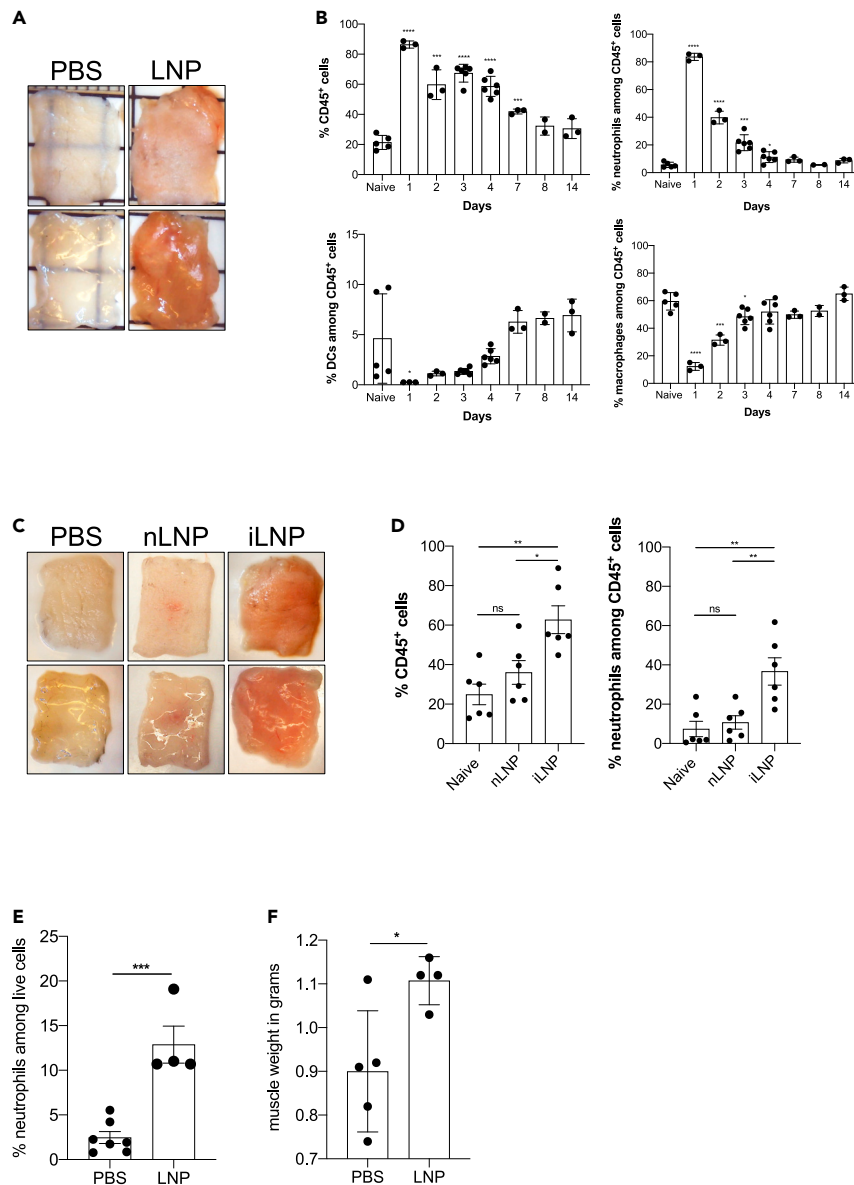 A
PBS LNP
B
% CD45+ cells
100
80
60
40
20
0
**** *** **** **** ***
Naive 1 2 3 4 7 8 14
Days
% neutrophils among CD45+ cells
100
80
60
40
20
0
**** **** *** *
Naive 1 2 3 4 7 8 14
Days
% DCs among CD45+ cells
15
10
5
0
*
Naive 1 2 3 4 7 8 14
Days
% macrophages among CD45+ cells
100
80
60
40
20
0
**** *** *
Naive 1 2 3 4 7 8 14
Days
C
PBS nLNP iLNP
D
% CD45+ cells
100
80
60
40
20
0
**
*
ns
Naive nLNP iLNP
% neutrophils among CD45+ cells
100
80
60
40
20
0
**
**
ns
Naive nLNP iLNP
E
% neutrophils among live cells
25
20
15
10
5
0
***
PBS LNP
F
muscle weight in grams
1.2
1.1
1.0
0.9
0.8
0.7
*
PBS LNP